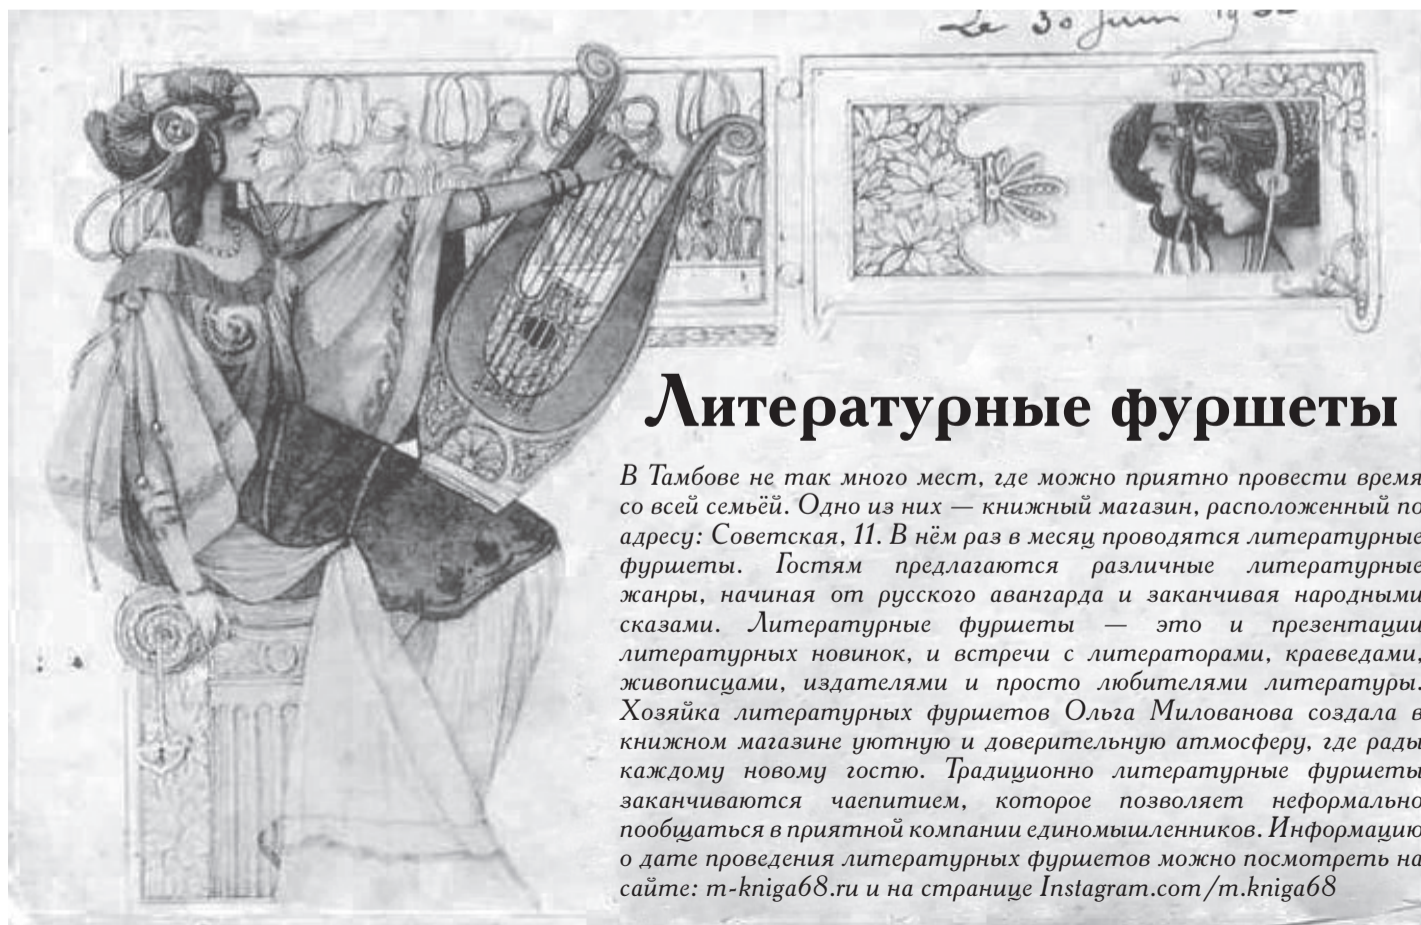 Le 30 Juin
Литературные фуршеты
В Тамбове не так много мест, где можно приятно провести время
со всей семьёй. Одно из них — книжный магазин, расположенный по
адресу: Советская, 11. В нём раз в месяц проводятся литературные
фуршеты. Гостям предлагаются различные литературные
жанры, начиная от русского авангарда и заканчивая народными
сказами. Литературные фуршеты — это и презентации
литературных новинок, и встречи с литераторами, краеведами,
живописцами, издателями и просто любителями литературы.
Хозяйка литературных фуршетов Ольга Милованова создала в
книжном магазине уютную и доверительную атмосферу, где рады
каждому новому гостю. Традиционно литературные фуршеты
заканчиваются чаепитием, которое позволяет неформально
пообщаться в приятной компании единомышленников. Информацию
о дате проведения литературных фуршетов можно посмотреть на
сайте: m-kniga68.ru и на странице Instagram.com/m.kniga68